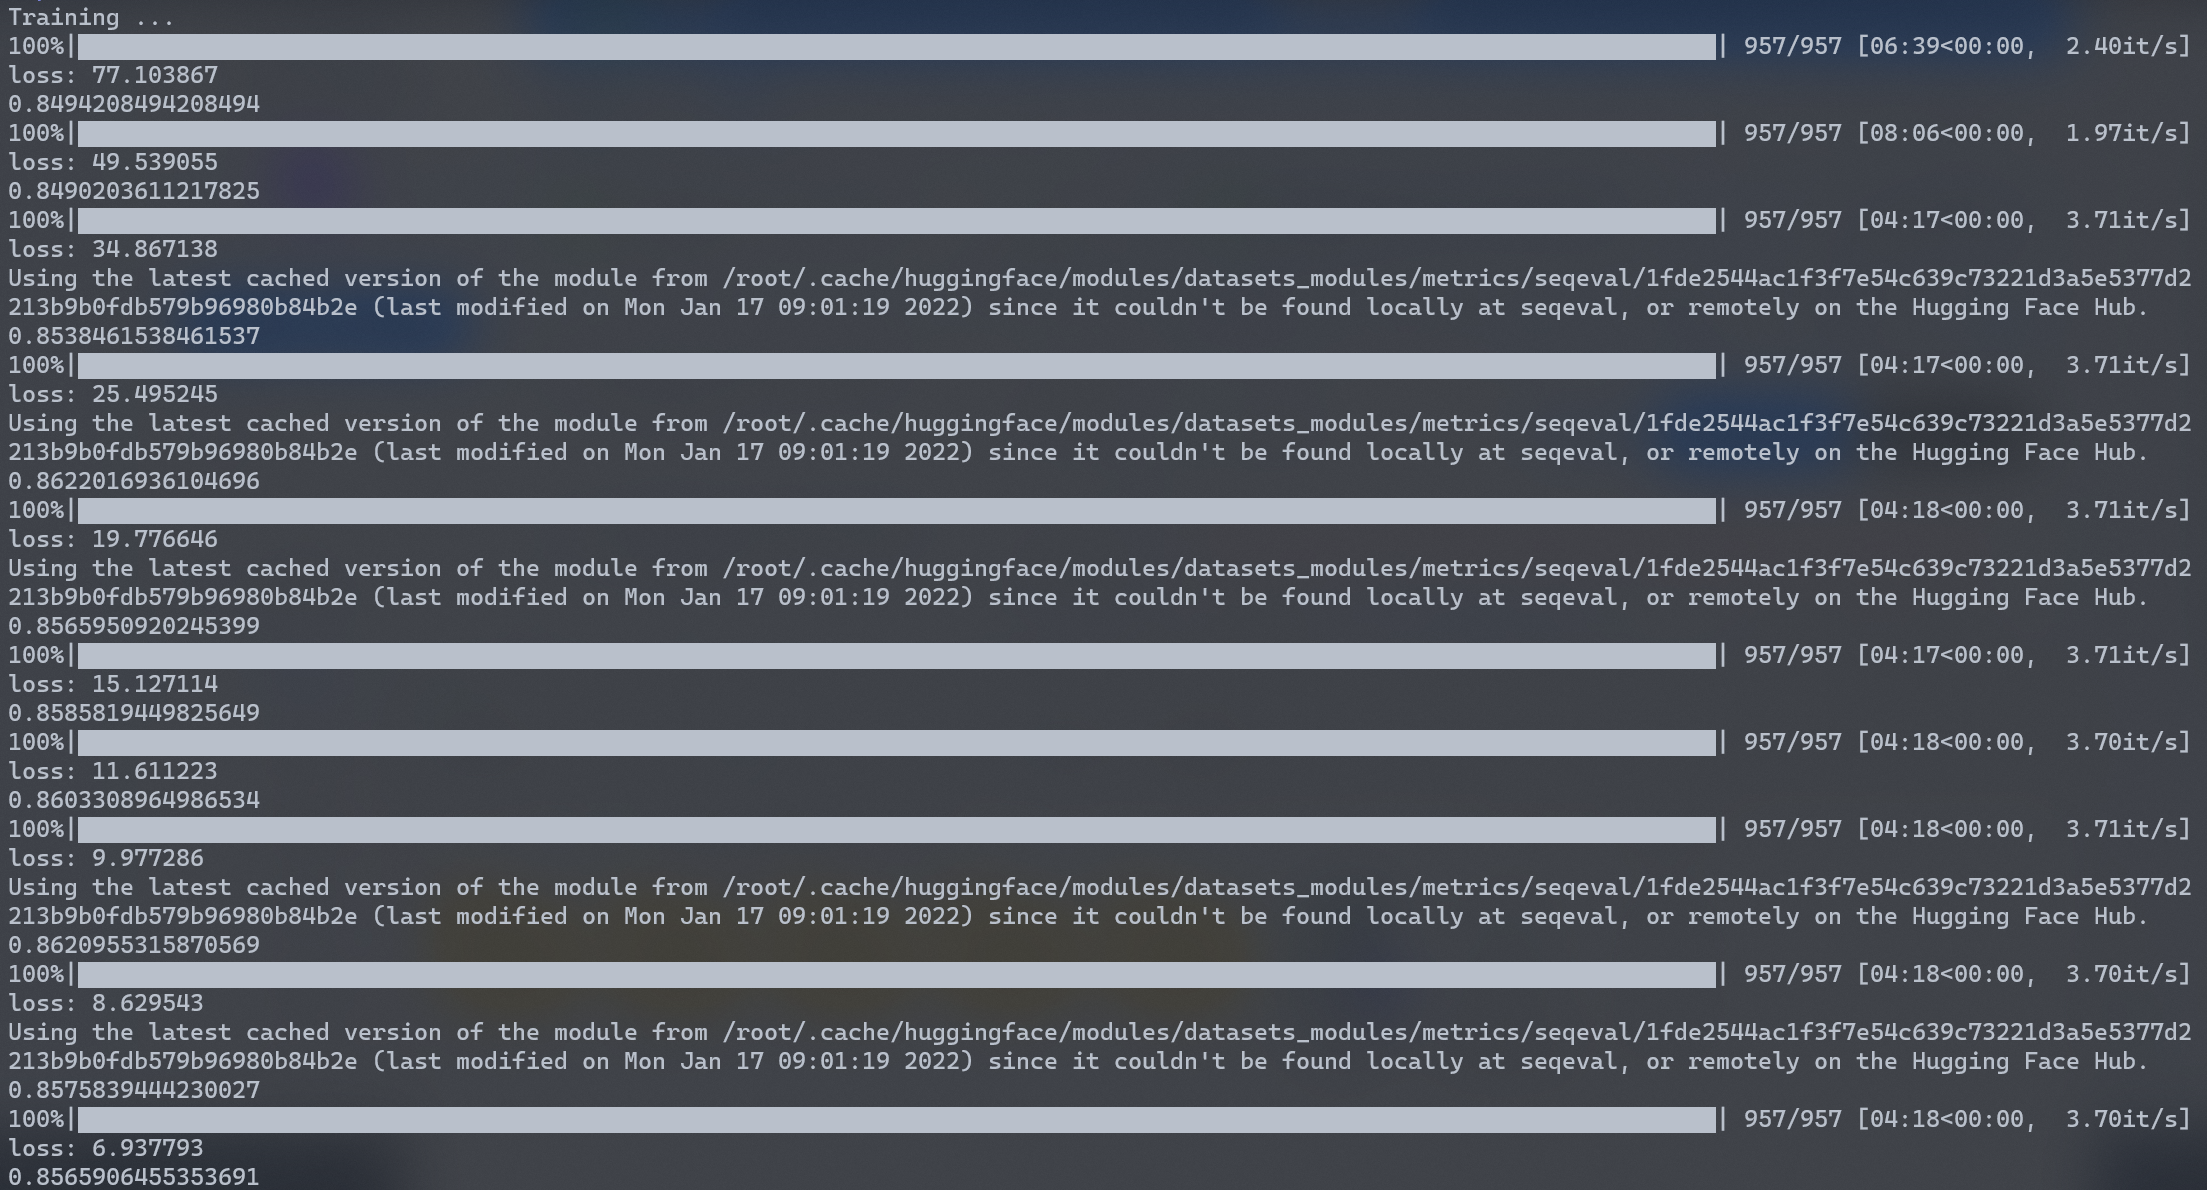 Training ...
100%| | 957/957 [06:39<00:00, 2.40it/s]
loss: 77.103867
0.8494208494208494
100%| | 957/957 [08:06<00:00, 1.97it/s]
loss: 49.539055
0.8490203611217825
100%| | 957/957 [04:17<00:00, 3.71it/s]
loss: 34.867138
Using the latest cached version of the module from /root/.cache/huggingface/modules/datasets_modules/metrics/seqeval/1fde2544ac1f3f7e54c639c73221d3a5e5377d2
213b9b0fdb579b96980b84b2e (last modified on Mon Jan 17 09:01:19 2022) since it couldn't be found locally at seqeval, or remotely on the Hugging Face Hub.
0.8538461538461537
100%| | 957/957 [04:17<00:00, 3.71it/s]
loss: 25.495245
Using the latest cached version of the module from /root/.cache/huggingface/modules/datasets_modules/metrics/seqeval/1fde2544ac1f3f7e54c639c73221d3a5e5377d2
213b9b0fdb579b96980b84b2e (last modified on Mon Jan 17 09:01:19 2022) since it couldn't be found locally at seqeval, or remotely on the Hugging Face Hub.
0.8622016936104696
100%| | 957/957 [04:18<00:00, 3.71it/s]
loss: 19.776646
Using the latest cached version of the module from /root/.cache/huggingface/modules/datasets_modules/metrics/seqeval/1fde2544ac1f3f7e54c639c73221d3a5e5377d2
213b9b0fdb579b96980b84b2e (last modified on Mon Jan 17 09:01:19 2022) since it couldn't be found locally at seqeval, or remotely on the Hugging Face Hub.
0.8565950920245399
100%| | 957/957 [04:17<00:00, 3.71it/s]
loss: 15.127114
0.8585819449825649
100%| | 957/957 [04:18<00:00, 3.70it/s]
loss: 11.611223
0.8603308964986534
100%| | 957/957 [04:18<00:00, 3.71it/s]
loss: 9.977286
Using the latest cached version of the module from /root/.cache/huggingface/modules/datasets_modules/metrics/seqeval/1fde2544ac1f3f7e54c639c73221d3a5e5377d2
213b9b0fdb579b96980b84b2e (last modified on Mon Jan 17 09:01:19 2022) since it couldn't be found locally at seqeval, or remotely on the Hugging Face Hub.
0.8620955315870569
100%| | 957/957 [04:18<00:00, 3.70it/s]
loss: 8.629543
Using the latest cached version of the module from /root/.cache/huggingface/modules/datasets_modules/metrics/seqeval/1fde2544ac1f3f7e54c639c73221d3a5e5377d2
213b9b0fdb579b96980b84b2e (last modified on Mon Jan 17 09:01:19 2022) since it couldn't be found locally at seqeval, or remotely on the Hugging Face Hub.
0.8575839444230027
100%| | 957/957 [04:18<00:00, 3.70it/s]
loss: 6.937793
0.8565906455353691